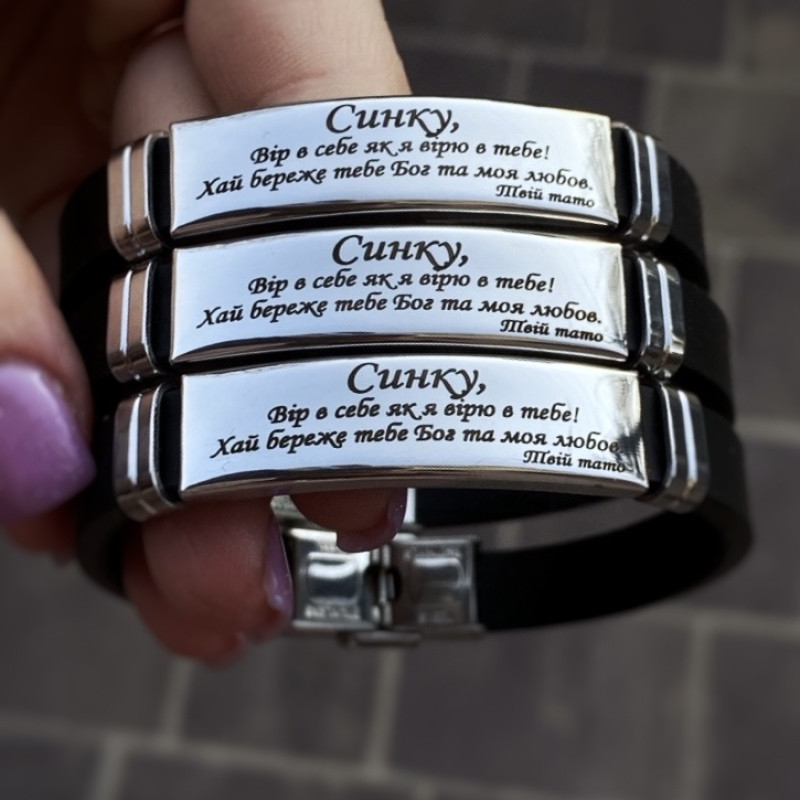 Синку,
Вір в себе як я вірю в тебе!
Хай береже тебе Бог та моя любов.
Твій тато
Синку,
Вір в себе як я вірю в тебе!
Хай береже тебе Бог та моя любов.
Твій тато
Синку,
Вір в себе як я вірю в тебе!
Хай береже тебе Бог та моя любов
Твій тато